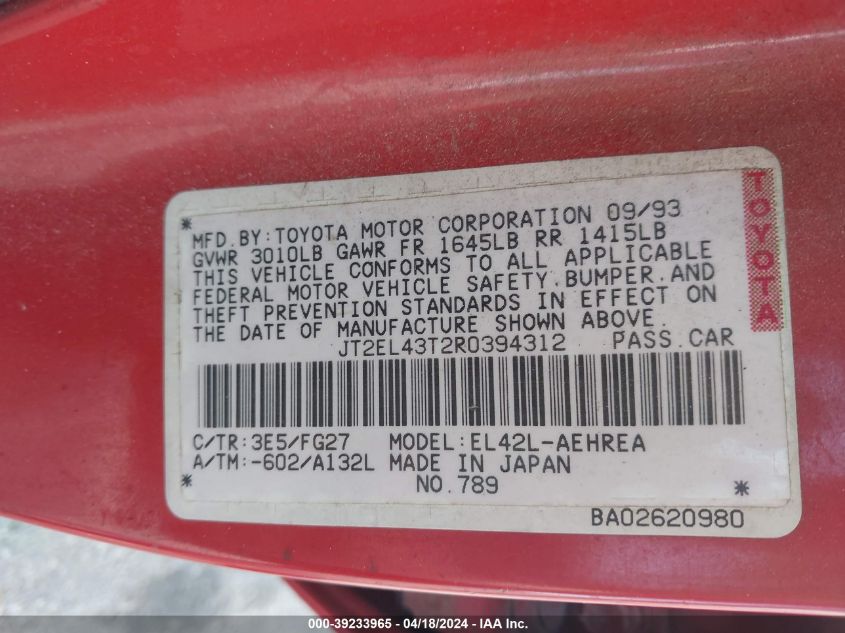 MFD.BY:TOYOTA MOTOR CORPORATION 09/93
GVWR 3010LB GAWR FR 1645LB RR 1415LB
THIS VEHICLE CONFORMS TO ALL APPLICABLE
FEDERAL MOTOR VEHICLE SAFETY.BUMPER.AND
THEFT PREVENTION STANDARDS IN EFFECT ON
THE DATE OF MANUFACTURE SHOWN ABOVE.
JT2EL43T2R0394312 PASS.CAR
C/TR:3E5/FG27 MODEL:EL42L-AEHREA
A/TM:-602/A132L MADE IN JAPAN
NO.789
BA02620980
TOYOTA
000-39233965 - 04/18/2024 - IAA, Inc.